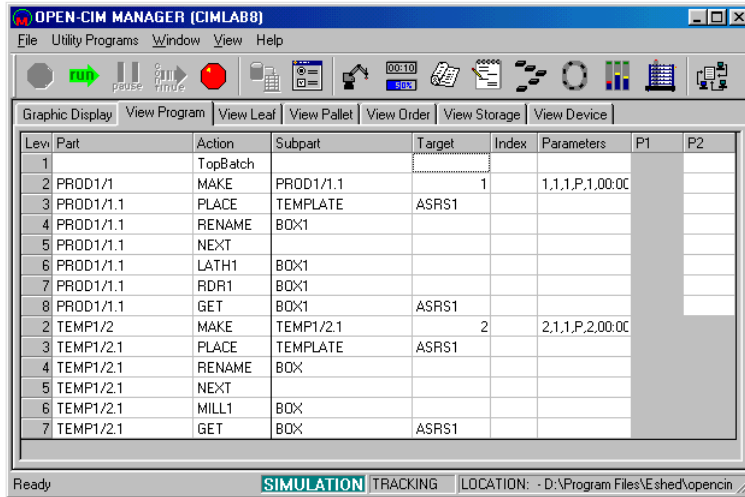 OPEN-CIM MANAGER (CIMLAB8)
File Utility Programs Window View Help
run pause continue 00:10 50%
Graphic Display View Program View Leaf View Pallet View Order View Storage View Device
Leve Part Action Subpart Target Index Parameters P1 P2
1 TopBatch
2 PROD1/1 MAKE PROD1/1.1 1 1,1,1,P,1,00:00
3 PROD1/1.1 PLACE TEMPLATE ASRS1
4 PROD1/1.1 RENAME BOX1
5 PROD1/1.1 NEXT
6 PROD1/1.1 LATH1 BOX1
7 PROD1/1.1 RDR1 BOX1
8 PROD1/1.1 GET BOX1 ASRS1
2 TEMP1/2 MAKE TEMP1/2.1 2 2,1,1,P,2,00:00
3 TEMP1/2.1 PLACE TEMPLATE ASRS1
4 TEMP1/2.1 RENAME BOX
5 TEMP1/2.1 NEXT
6 TEMP1/2.1 MILL1 BOX
7 TEMP1/2.1 GET BOX ASRS1
Ready SIMULATION TRACKING LOCATION: - D:\Program Files\Eshed\opencim